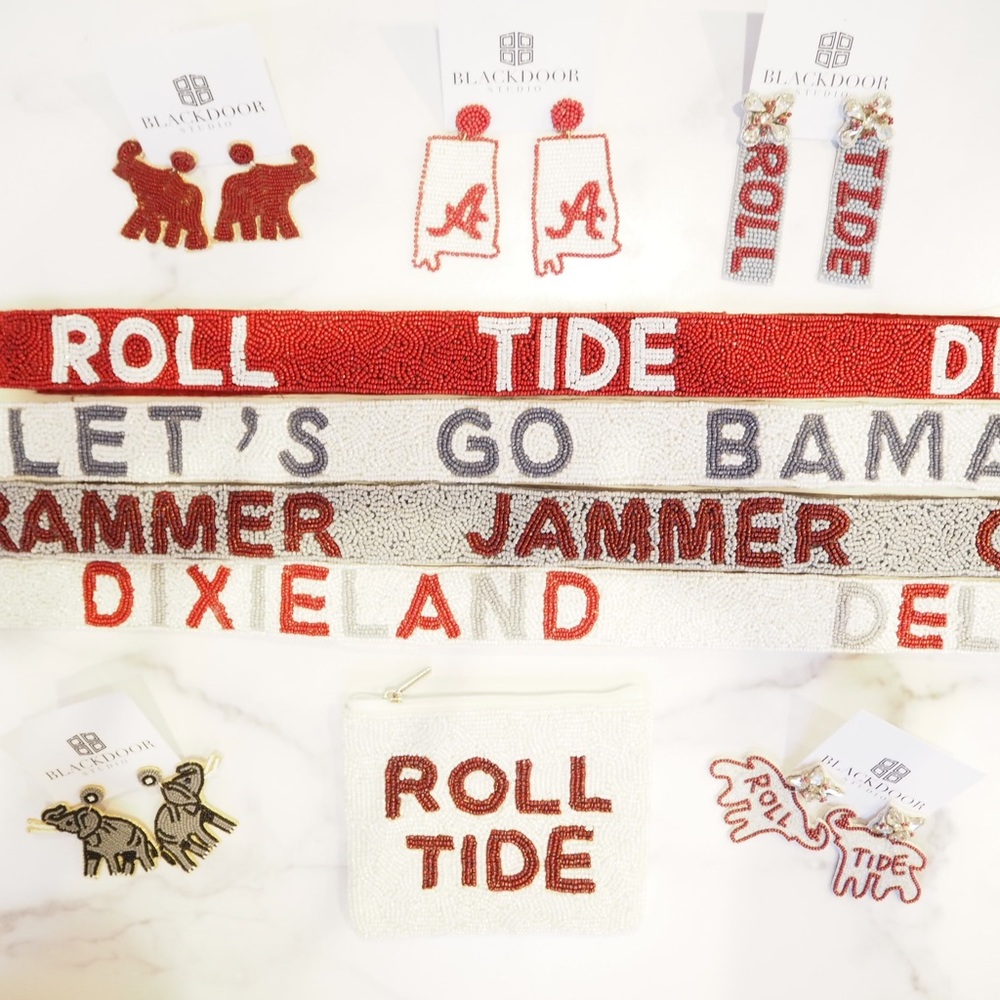 BLACKDOOR
STUDIO
BLACKDOOR
STUDIO
BLACKDOOR
STUDIO
A A
ROLL TIDE
ROLL TIDE D
LET'S GO BAMA
RAMMER JAMMER
DIXIELAND DEL
BLACKDOOR
STUDIO
ROLL
TIDE
BLACKDOOR
STUDIO
ROLL
TIDE